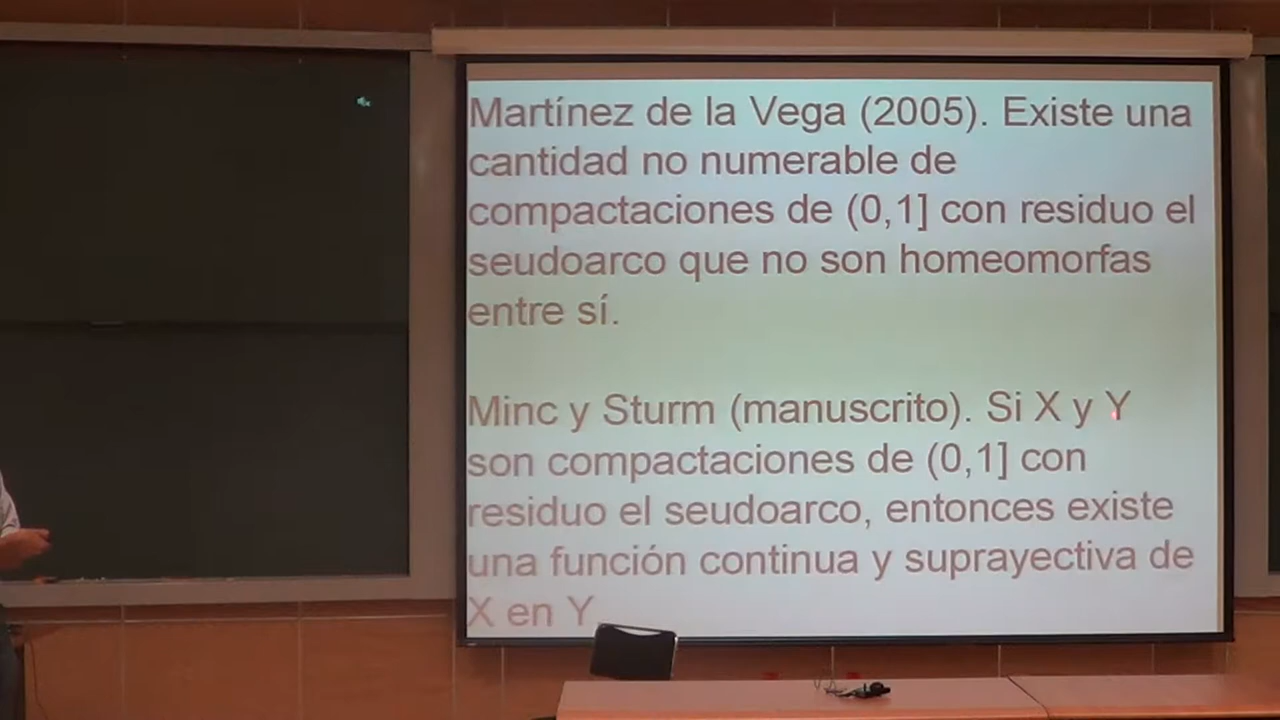 Martínez de la Vega (2005). Existe una
cantidad no numerable de
compactaciones de (0,1] con residuo el
seudoarco que no son homeomorfas
entre sí.
Minc y Sturm (manuscrito). Si X y Y
son compactaciones de (0,1] con
residuo el seudoarco, entonces existe
una función continua y suprayectiva de
X en Y.